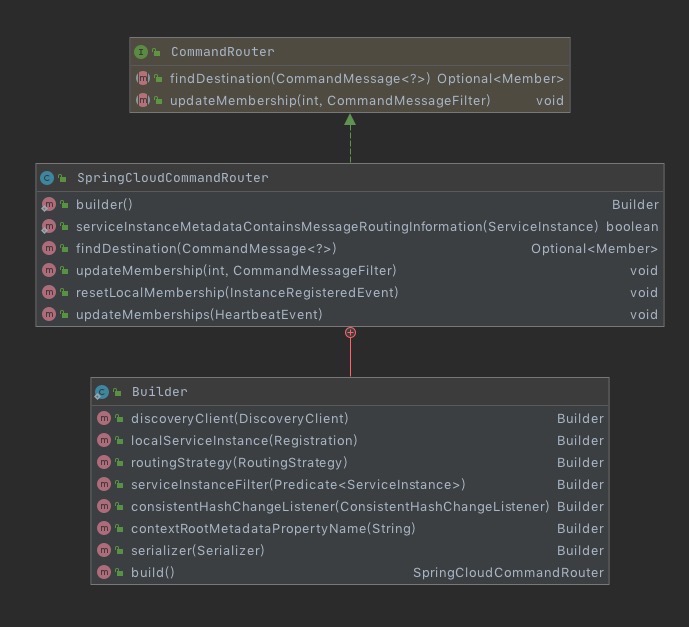 CommandRouter
findDestination(CommandMessage<?>) Optional<Member>
updateMembership(int, CommandMessageFilter) void
SpringCloudCommandRouter
builder() Builder
serviceInstanceMetadataContainsMessageRoutingInformation(ServiceInstance) boolean
findDestination(CommandMessage<?>) Optional<Member>
updateMembership(int, CommandMessageFilter) void
resetLocalMembership(InstanceRegisteredEvent) void
updateMemberships(HeartbeatEvent) void
Builder
discoveryClient(DiscoveryClient) Builder
localServiceInstance(Registration) Builder
routingStrategy(RoutingStrategy) Builder
serviceInstanceFilter(Predicate<ServiceInstance>) Builder
consistentHashChangeListener(ConsistentHashChangeListener) Builder
contextRootMetadataPropertyName(String) Builder
serializer(Serializer) Builder
build() SpringCloudCommandRouter